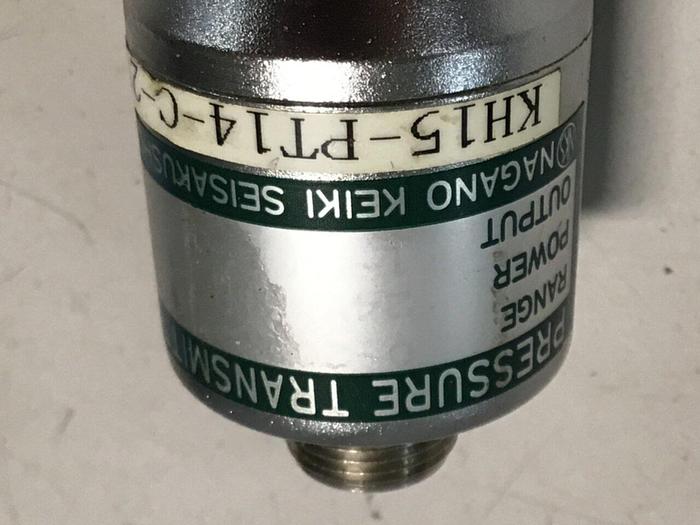 PRESSURE TRANSMIT
RANGE
POWER
OUTPUT
NAGANO KEIKI SEISAKUS
KH15-PT14-C-2